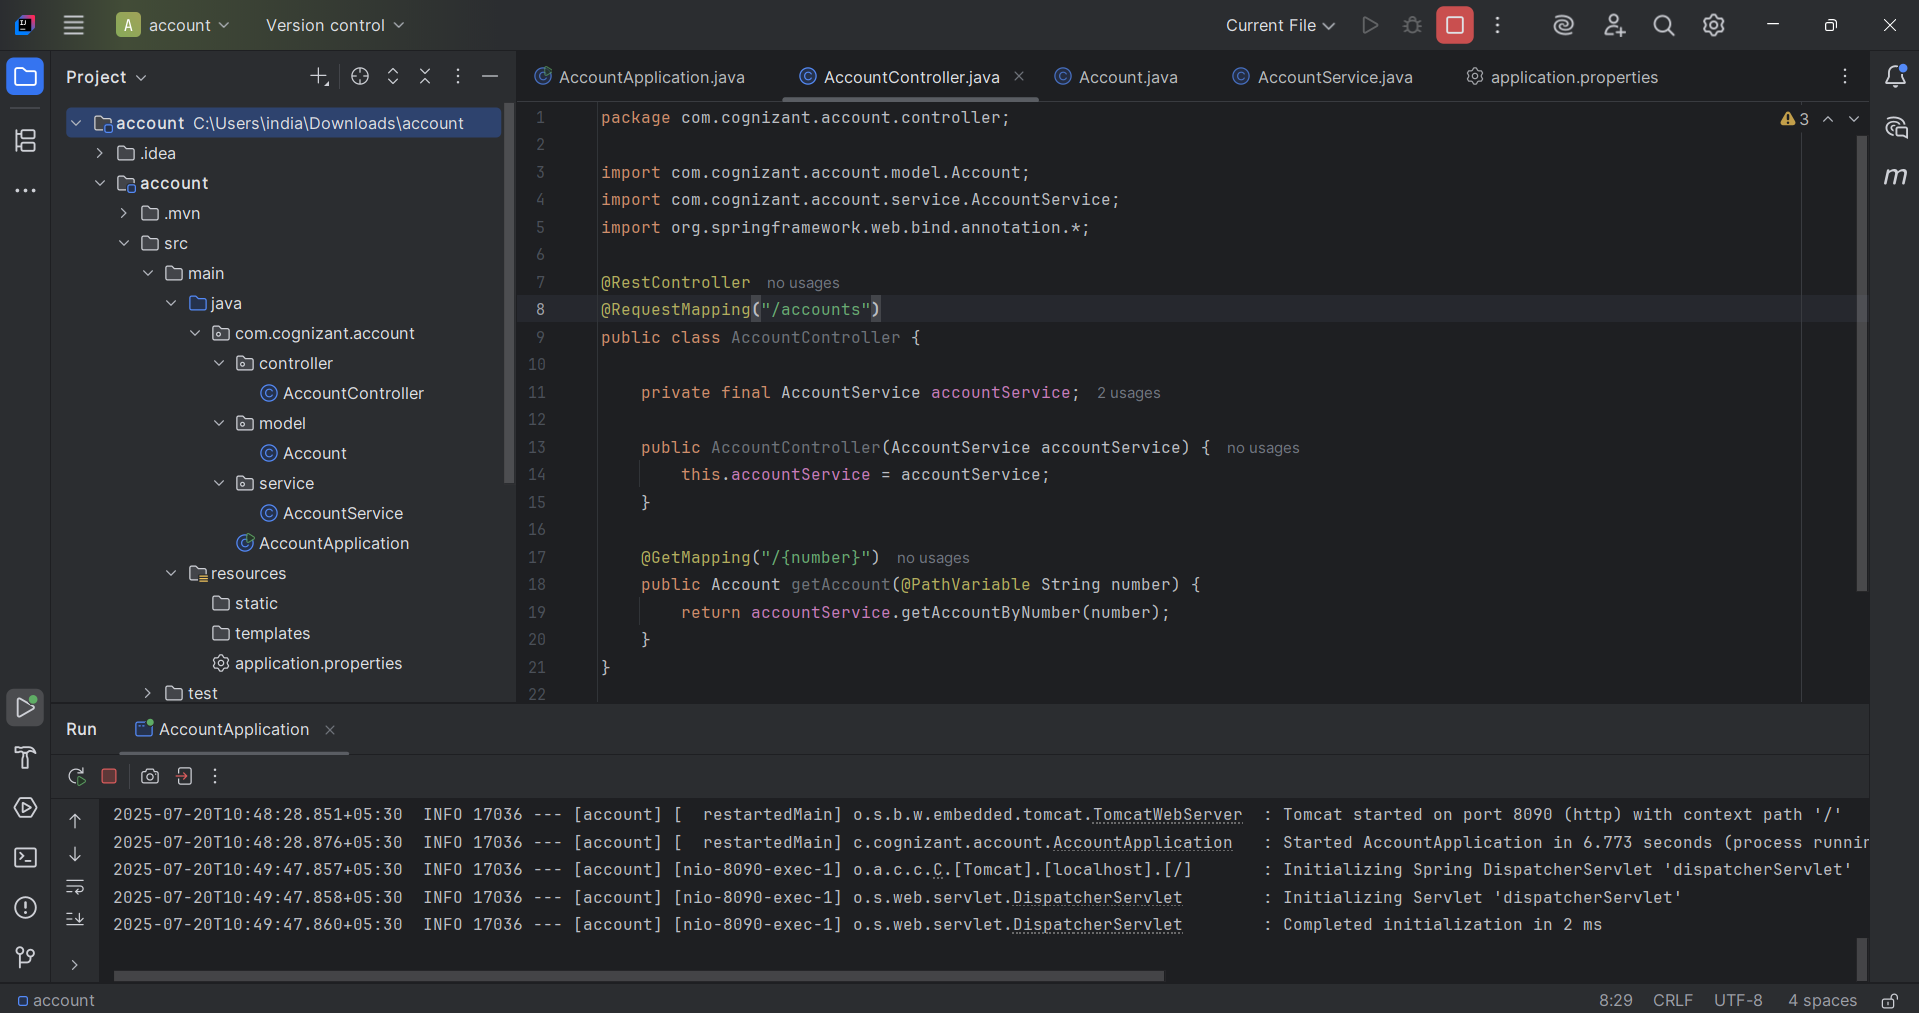 A account Version control Current File
Project
account C:\Users\india\Downloads\account
.idea
account
.mvn
src
main
java
com.cognizant.account
controller
AccountController
model
Account
service
AccountService
AccountApplication
resources
static
templates
application.properties
test
AccountApplication.java AccountController.java Account.java AccountService.java application.properties
3
1 package com.cognizant.account.controller;
2
3 import com.cognizant.account.model.Account;
4 import com.cognizant.account.service.AccountService;
5 import org.springframework.web.bind.annotation.*;
6
7 @RestController no usages
8 @RequestMapping("/accounts")
9 public class AccountController {
10
11 private final AccountService accountService; 2 usages
12
13 public AccountController(AccountService accountService) { no usages
14 this.accountService = accountService;
15 }
16
17 @GetMapping("/{number}") no usages
18 public Account getAccount(@PathVariable String number) {
19 return accountService.getAccountByNumber(number);
20 }
21 }
22
m
Run AccountApplication
2025-07-20T10:48:28.851+05:30 INFO 17036 --- [account] [ restartedMain] o.s.b.w.embedded.tomcat.TomcatWebServer : Tomcat started on port 8090 (http) with context path '/'
2025-07-20T10:48:28.876+05:30 INFO 17036 --- [account] [ restartedMain] c.cognizant.account.AccountApplication : Started AccountApplication in 6.773 seconds (process runnin
2025-07-20T10:49:47.857+05:30 INFO 17036 --- [account] [nio-8090-exec-1] o.a.c.c.C.[Tomcat].[localhost].[/] : Initializing Spring DispatcherServlet 'dispatcherServlet'
2025-07-20T10:49:47.858+05:30 INFO 17036 --- [account] [nio-8090-exec-1] o.s.web.servlet.DispatcherServlet : Initializing Servlet 'dispatcherServlet'
2025-07-20T10:49:47.860+05:30 INFO 17036 --- [account] [nio-8090-exec-1] o.s.web.servlet.DispatcherServlet : Completed initialization in 2 ms
account 8:29 CRLF UTF-8 4 spaces